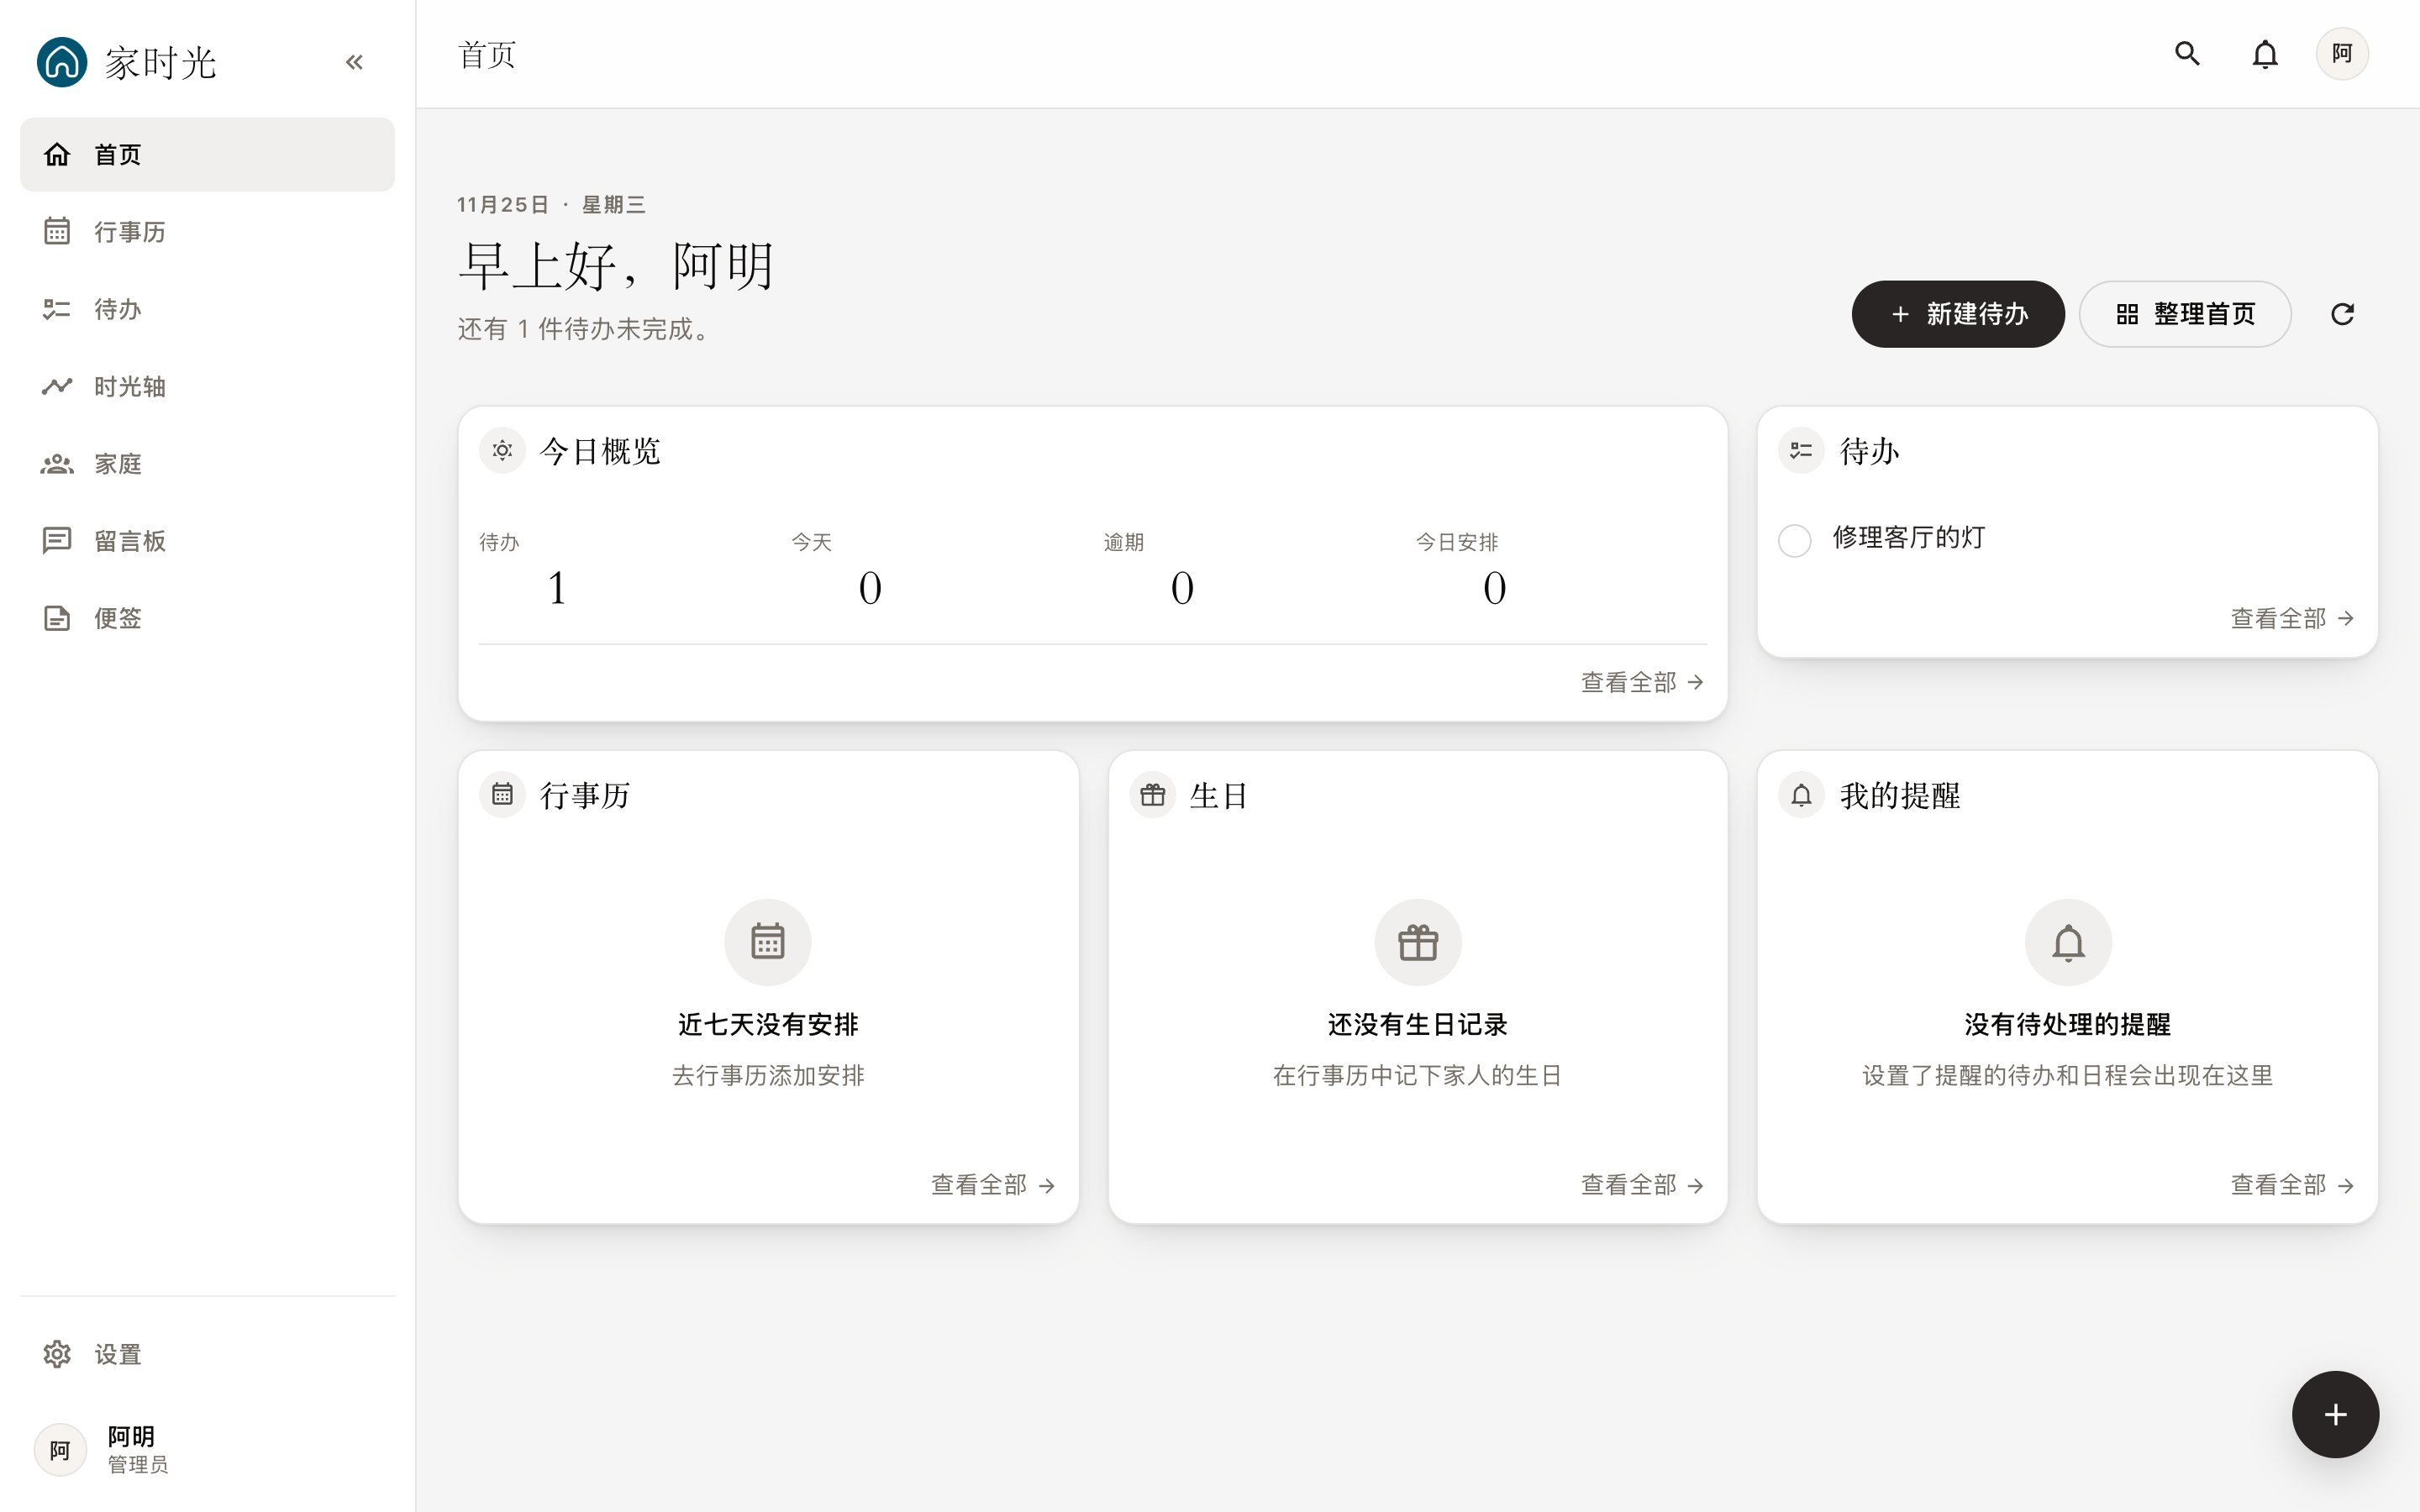 家时光
首页
行事历
待办
时光轴
家庭
留言板
便签
设置
阿
阿明
管理员
首页
阿
11月25日 · 星期三
早上好，阿明
还有 1 件待办未完成。
新建待办
整理首页
今日概览
待办
今天
逾期
今日安排
1
0
0
0
查看全部
待办
修理客厅的灯
查看全部
行事历
近七天没有安排
去行事历添加安排
查看全部
生日
还没有生日记录
在行事历中记下家人的生日
查看全部
我的提醒
没有待处理的提醒
设置了提醒的待办和日程会出现在这里
查看全部